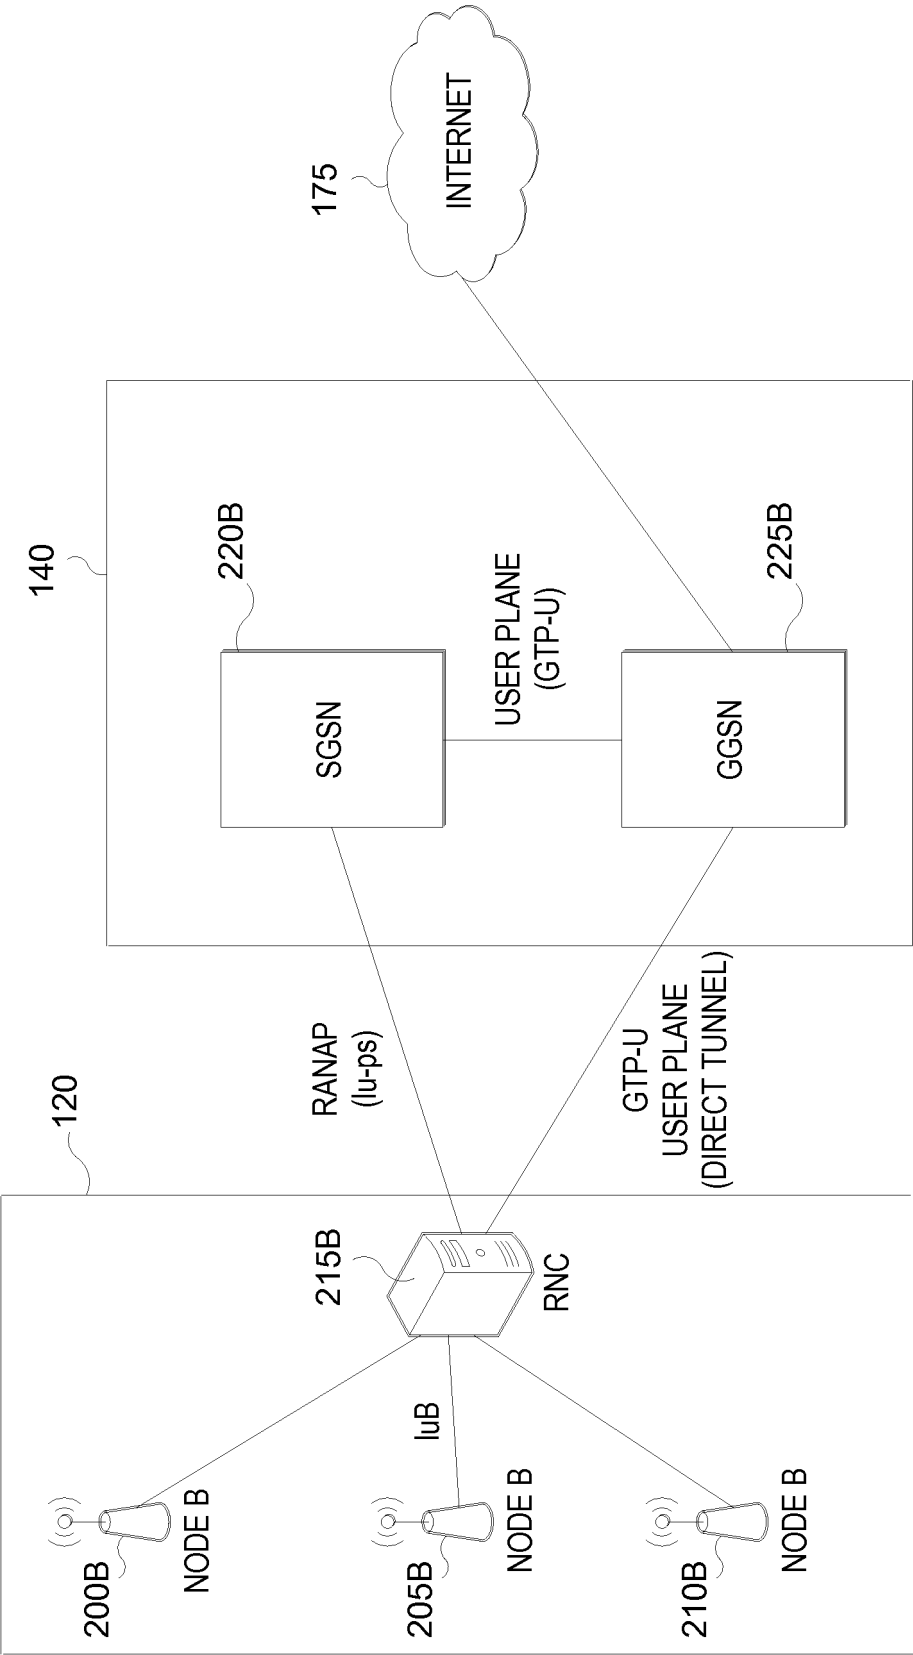 120
200B
NODE B
205B
NODE B
210B
NODE B
IuB
215B
RNC
RANAP
(Iu-ps)
GTP-U
USER PLANE
(DIRECT TUNNEL)
140
220B
SGSN
USER PLANE
(GTP-U)
GGSN
225B
175
INTERNET